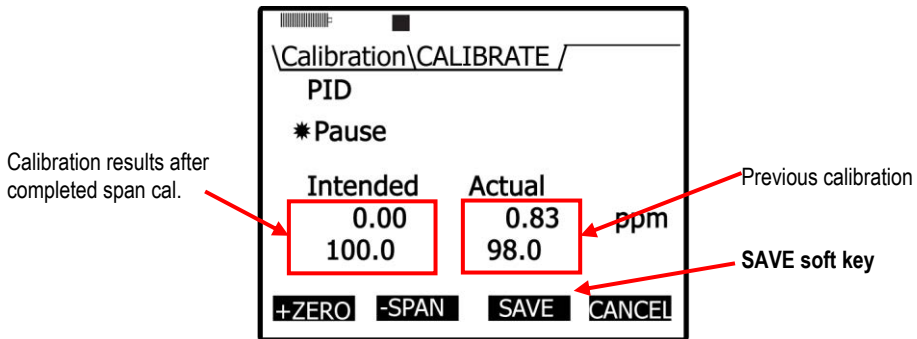 \Calibration\CALIBRATE /
PID
✷Pause
Calibration results after
completed span cal.
Intended Actual
Previous calibration
0.00 0.83 ppm
100.0 98.0
SAVE soft key
+ZERO -SPAN SAVE CANCEL